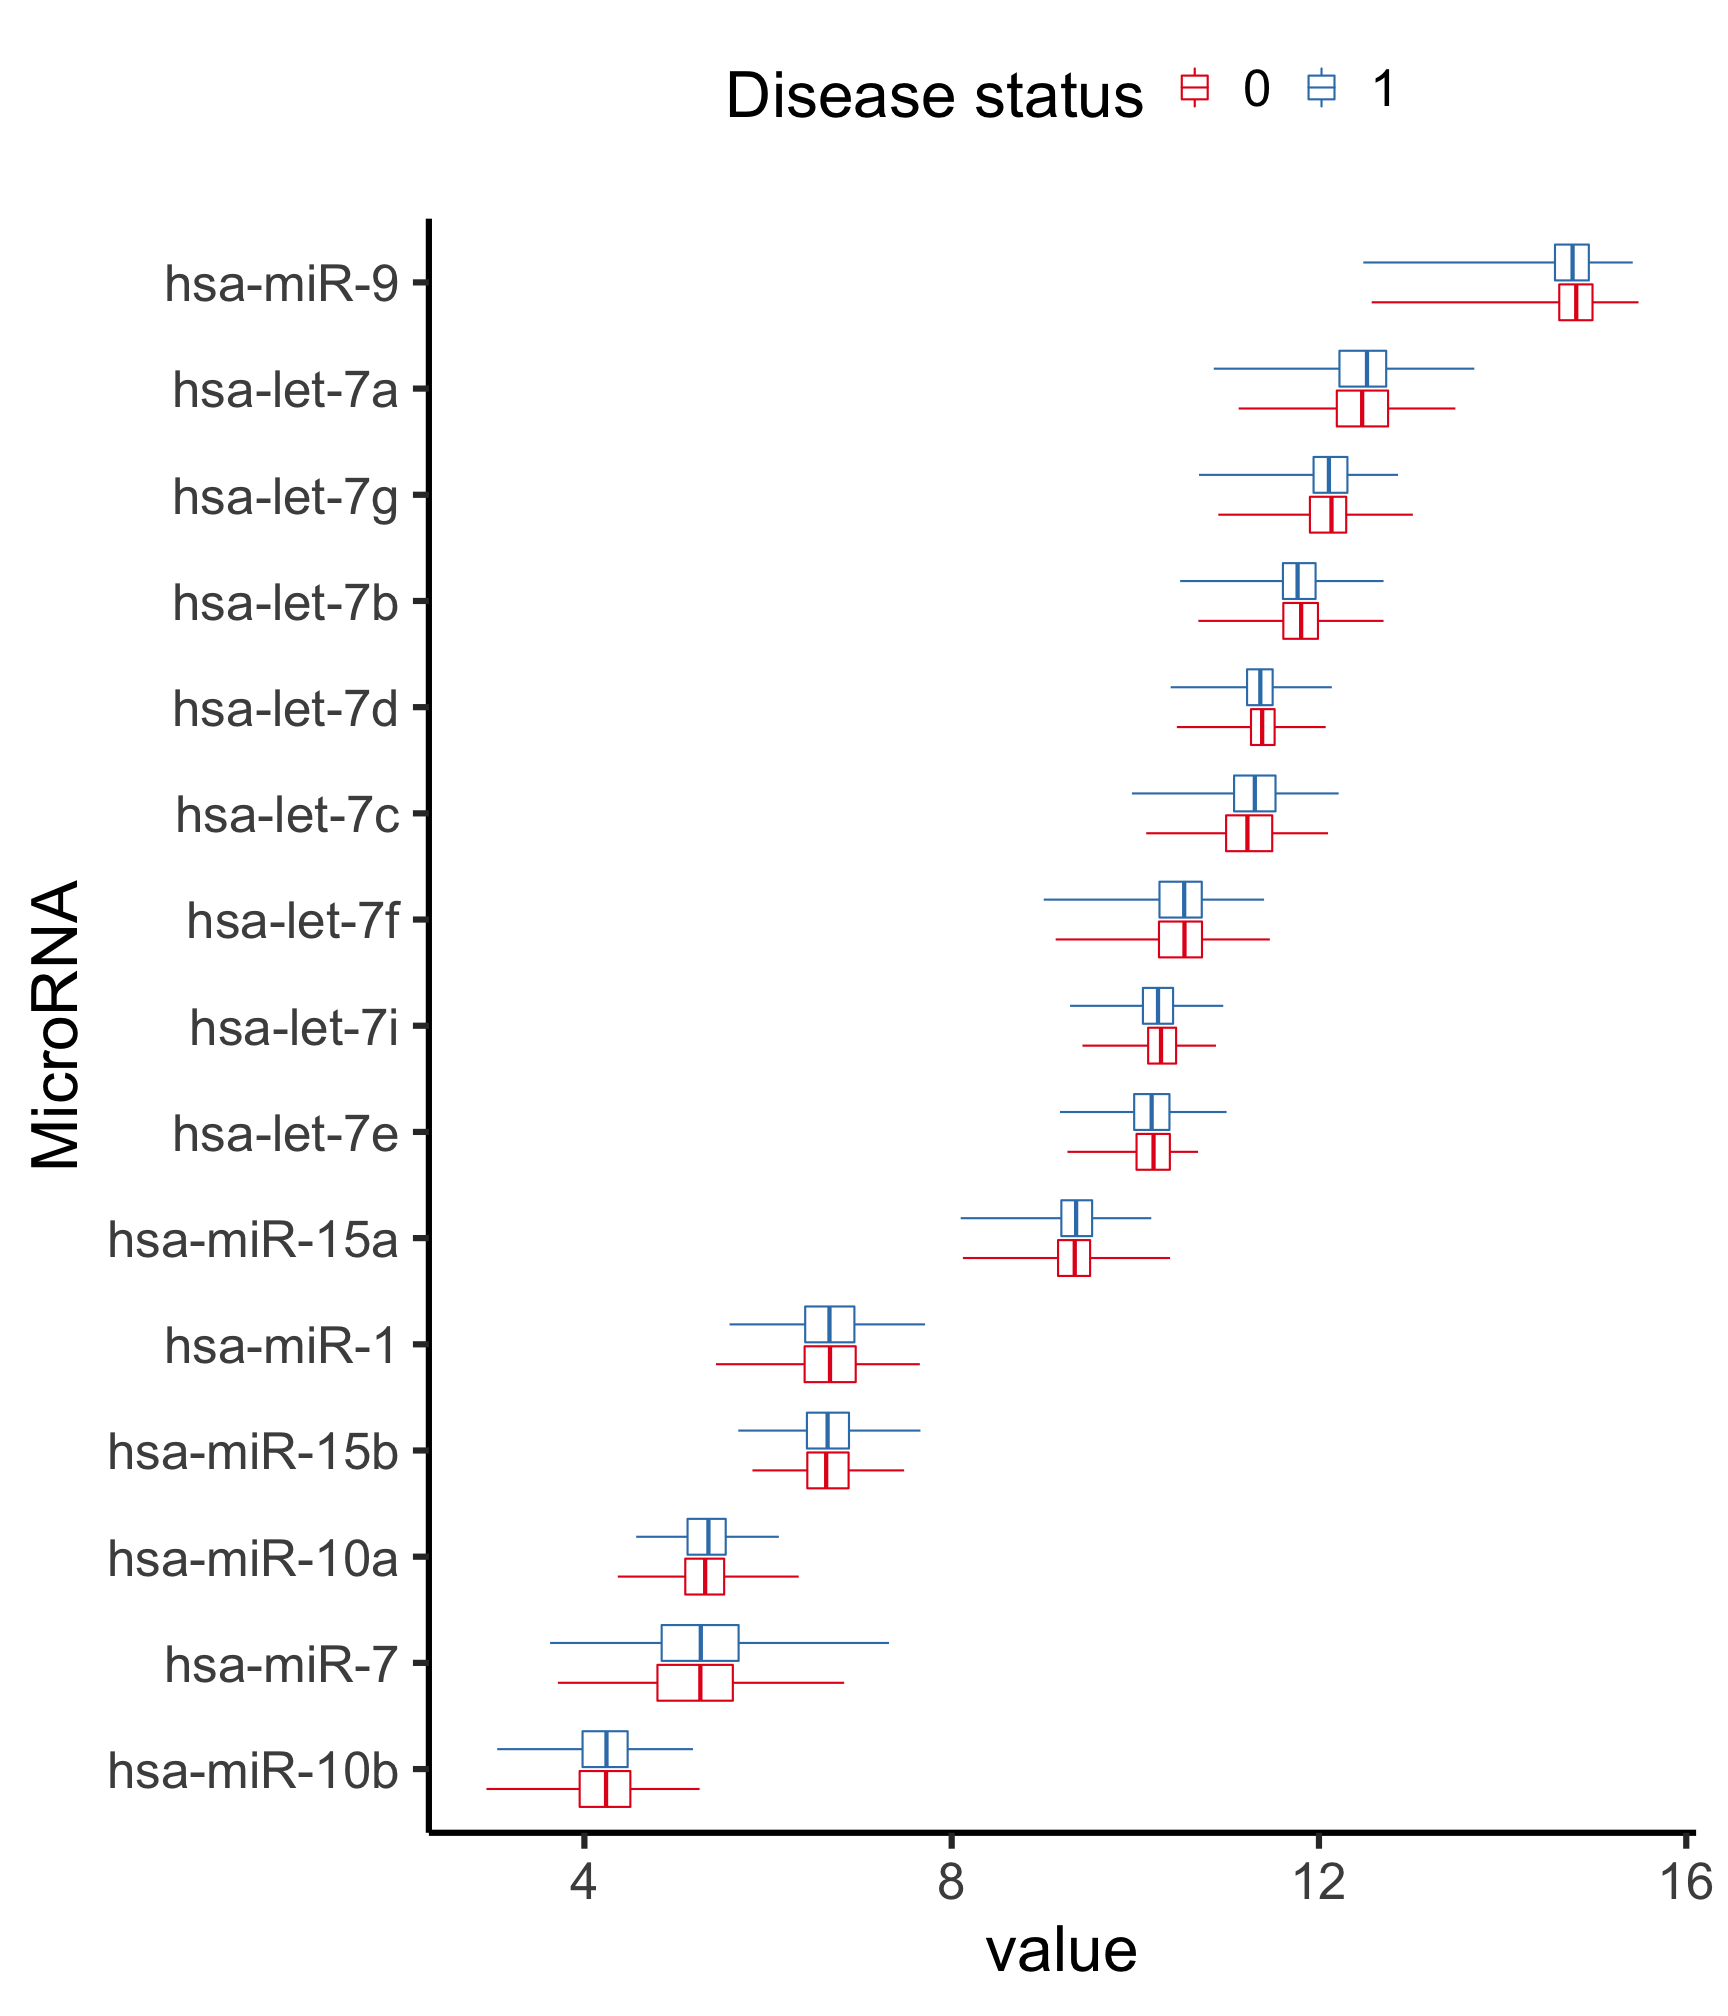 Disease status 0 1
hsa-miR-9
hsa-let-7a
hsa-let-7g
hsa-let-7b
hsa-let-7d
hsa-let-7c
hsa-let-7f
hsa-let-7i
hsa-let-7e
hsa-miR-15a
hsa-miR-1
hsa-miR-15b
hsa-miR-10a
hsa-miR-7
hsa-miR-10b
MicroRNA
4 8 12 16
value